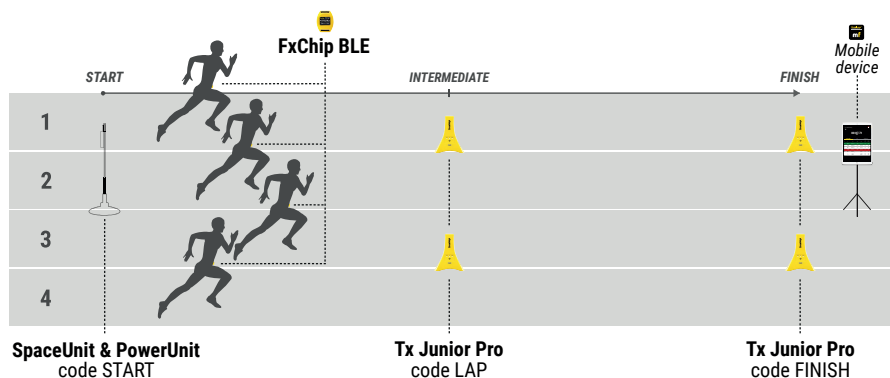 FxChip BLE
Mobile
device
START
INTERMEDIATE
FINISH
1
2
3
4
SpaceUnit & PowerUnit
code START
Tx Junior Pro
code LAP
Tx Junior Pro
code FINISH